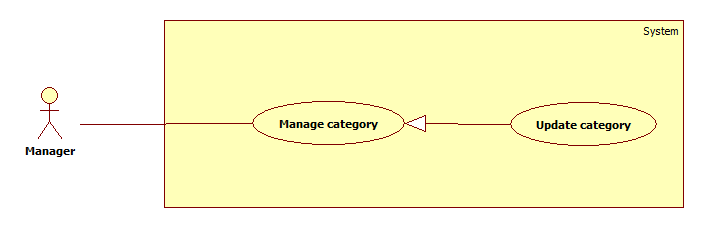 System
Manage category
Update category
Manager